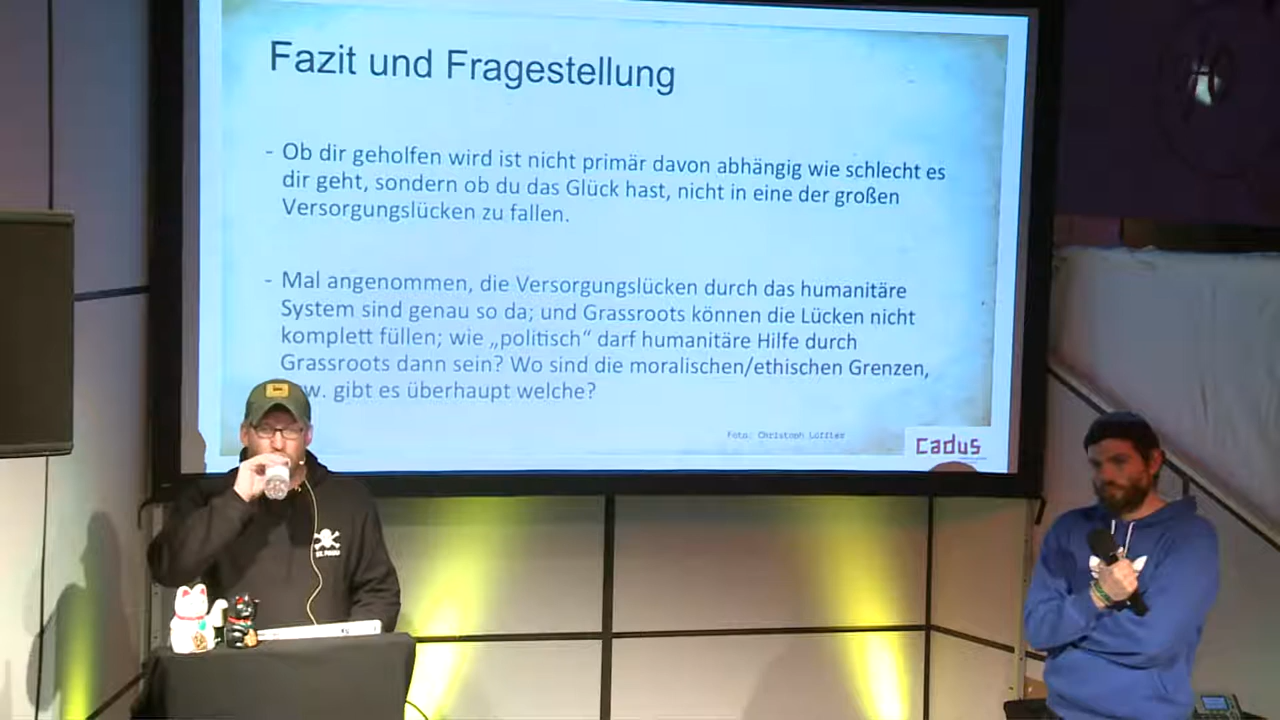 Fazit und Fragestellung
- Ob dir geholfen wird ist nicht primär davon abhängig wie schlecht es
dir geht, sondern ob du das Glück hast, nicht in eine der großen
Versorgungslücken zu fallen.
- Mal angenommen, die Versorgungslücken durch das humanitäre
System sind genau so da; und Grassroots können die Lücken nicht
komplett füllen; wie „politisch“ darf humanitäre Hilfe durch
Grassroots dann sein? Wo sind die moralischen/ethischen Grenzen,
w. gibt es überhaupt welche?
Foto: Christoph Löffler
cadus
ST. PAULI